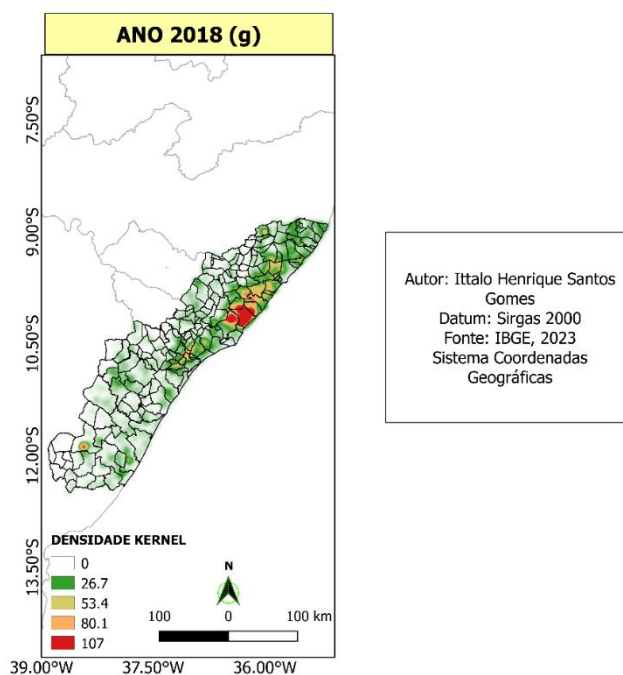 ANO 2018 (g)
7.50°S
9.00°S
10.50°S
12.00°S
13.50°S
Autor: Ittalo Henrique Santos
Gomes
Datum: Sirgas 2000
Fonte: IBGE, 2023
Sistema Coordenadas
Geográficas
DENSIDADE KERNEL
0
26.7
53.4
80.1
107
N
100 0 100 km
39.00°W 37.50°W 36.00°W